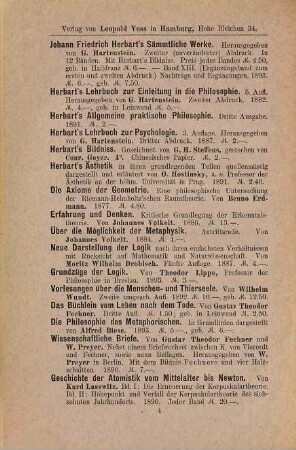 Verlag von Leopold Voss in Hamburg, Hohe Bleichen 34.
Johann Friedrich Herbart's Sämmtliche Werke. Herausgegeben
von G. Hartenstein. Zweiter (unveränderter) Abdruck. In
12 Bänden. Mit Herbart's Bildniss. Preis jedes Bandes M. 4.50,
geb. in Halbfranz M. 6.— — Band XIII. (Ergänzungsband zum
ersten und zweiten Abdruck.) Nachträge und Ergänzungen. 1893.
M. 6.—, geb. M. 7.50.
Herbart's Lehrbuch zur Einleitung in die Philosophie. 5. Aufl.
Herausgegeben von G. Hartenstein. Zweiter Abdruck. 1882.
M. 4.—, geb. in Leinwand M. 5.—
Herbart's Allgemeine praktische Philosophie. Dritte Ausgabe.
1891. M. 2.—
Herbart's Lehrbuch zur Psychologie. 3. Auflage. Herausgegeben
von G. Hartenstein. Dritter Abdruck. 1887. M. 2.—
Herbart's Bildniss. Gezeichnet von G. H. Steffens, gestochen von
Conr. Geyer. 4°. Chinesisches Papier. M. 2.—
Herbart's Ästhetik in ihren grundlegenden Teilen quellenmässig
dargestellt und erläutert von O. Hostinsky, a. o. Professor der
Ästhetik an der böhm. Universität in Prag. 1891. M. 2.40.
Die Axiome der Geometrie. Eine philosophische Untersuchung
der Riemann-Helmholtz'schen Raumtheorie. Von Benno Erdmann.
1877. M. 4.80.
Erfahrung und Denken. Kritische Grundlegung der Erkenntnistheorie.
Von Johannes Volkelt. 1886. M. 13.—
Über die Möglichkeit der Metaphysik. Antrittsrede. Von
Johannes Volkelt. 1884. M. 1.—
Neue Darstellung der Logik nach ihren einfachsten Verhältnissen
mit Rücksicht auf Mathematik und Naturwissenschaft. Von
Moritz Wilhelm Drobisch. Fünfte Auflage. 1887. M. 4.—
Grundzüge der Logik. Von Theodor Lipps, Professor der
Philosophie in Breslau. 1893. M. 3.—
Vorlesungen über die Menschen- und Thierseele. Von Wilhelm
Wundt. Zweite umgearb. Aufl. 1892. M. 10.—, geb. M. 12.50.
Das Büchlein vom Leben nach dem Tode. Von Gustav Theodor
Fechner. Dritte Aufl. M. 1.50; geb. in Leinwand M. 2.50.
Die Philosophie des Metaphorischen. In Grundlinien dargestellt
von Alfred Biese. 1893. M. 5.—, geb. M. 6.—
Wissenschaftliche Briefe. Von Gustav Theodor Fechner und
W. Preyer. Nebst einem Briefwechsel zwischen K. von Vierordt
und Fechner, sowie neun Beilagen. Herausgegeben von W.
Preyer in Berlin. Mit dem Bildnis Fechners und vier Holzschnitten.
1890. M. 7.—
Geschichte der Atomistik vom Mittelalter bis Newton. Von
Kurd Lasswitz. Bd. I: Die Erneuerung der Korpuskulartheorie.
Bd. II: Höhepunkt und Verfall der Korpuskulartheorie des siebzehnten
Jahrhunderts. 1890. Jeder Band M. 20.—
4